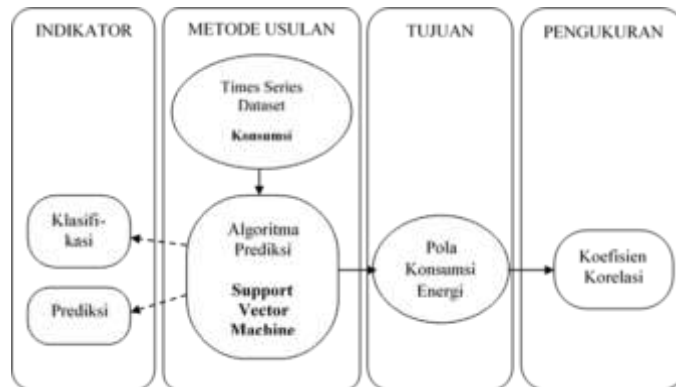 INDIKATOR
METODE USULAN
TUJUAN
PENGUKURAN
Times Series
Dataset
Konsumsi
Klasifi-
kasi
Prediksi
Algoritma
Prediksi
Support
Vector
Machine
Pola
Konsumsi
Energi
Koefisien
Korelasi